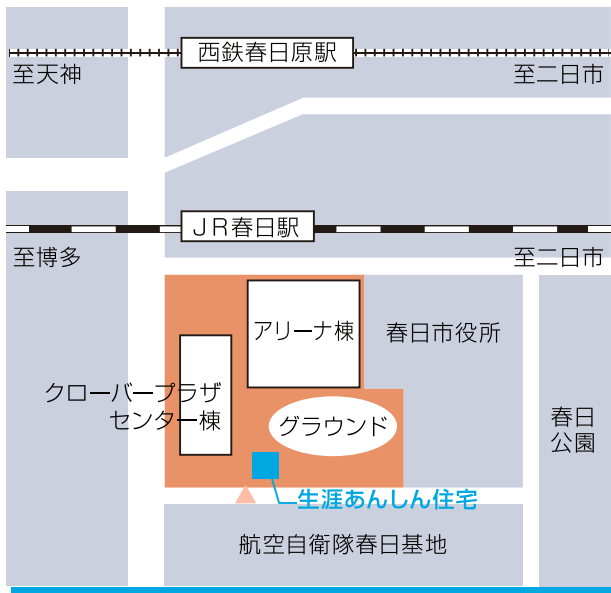 西鉄春日原駅
至天神
至二日市
JR春日駅
至博多
至二日市
アリーナ棟
春日市役所
クローバープラザ
センター棟
グラウンド
春日
公園
生涯あんしん住宅
航空自衛隊春日基地